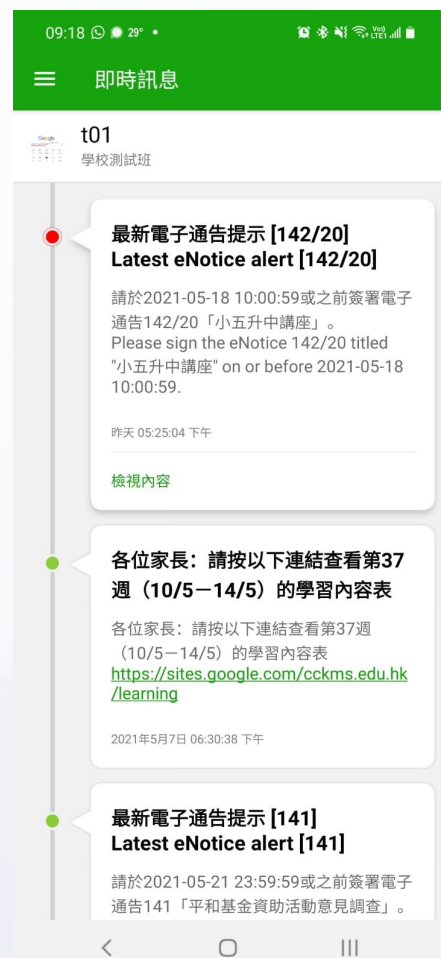 09:18 29° •
即時訊息
t01
學校測試班
最新電子通告提示 [142/20]
Latest eNotice alert [142/20]
請於2021-05-18 10:00:59或之前簽署電子
通告142/20「小五升中講座」。
Please sign the eNotice 142/20 titled
"小五升中講座" on or before 2021-05-18
10:00:59.
昨天 05:25:04 下午
檢視內容
各位家長：請按以下連結查看第37
週（10/5－14/5）的學習內容表
各位家長：請按以下連結查看第37週
（10/5－14/5）的學習內容表
https://sites.google.com/cckms.edu.hk
/learning
2021年5月7日 06:30:38 下午
最新電子通告提示 [141]
Latest eNotice alert [141]
請於2021-05-21 23:59:59或之前簽署電子
通告141「平和基金資助活動意見調查」。